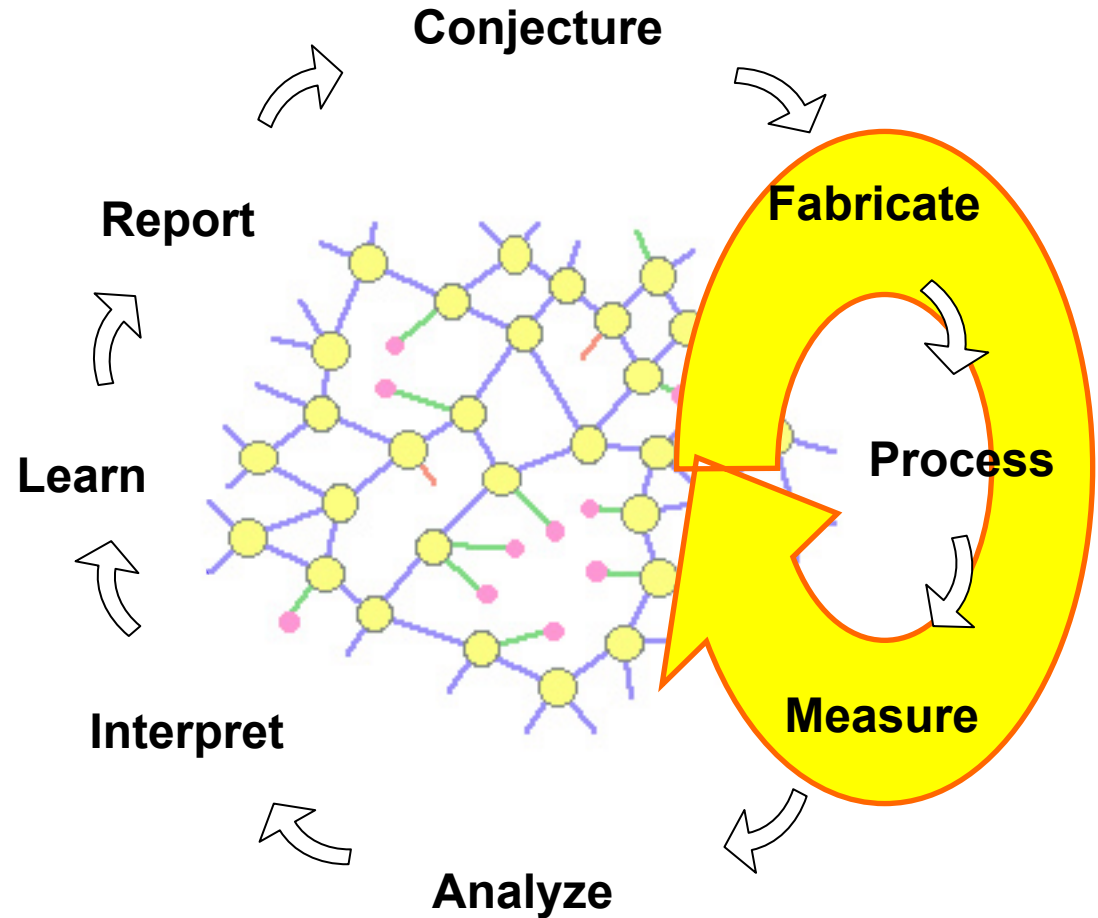 Conjecture
Fabricate
Process
Measure
Analyze
Interpret
Learn
Report